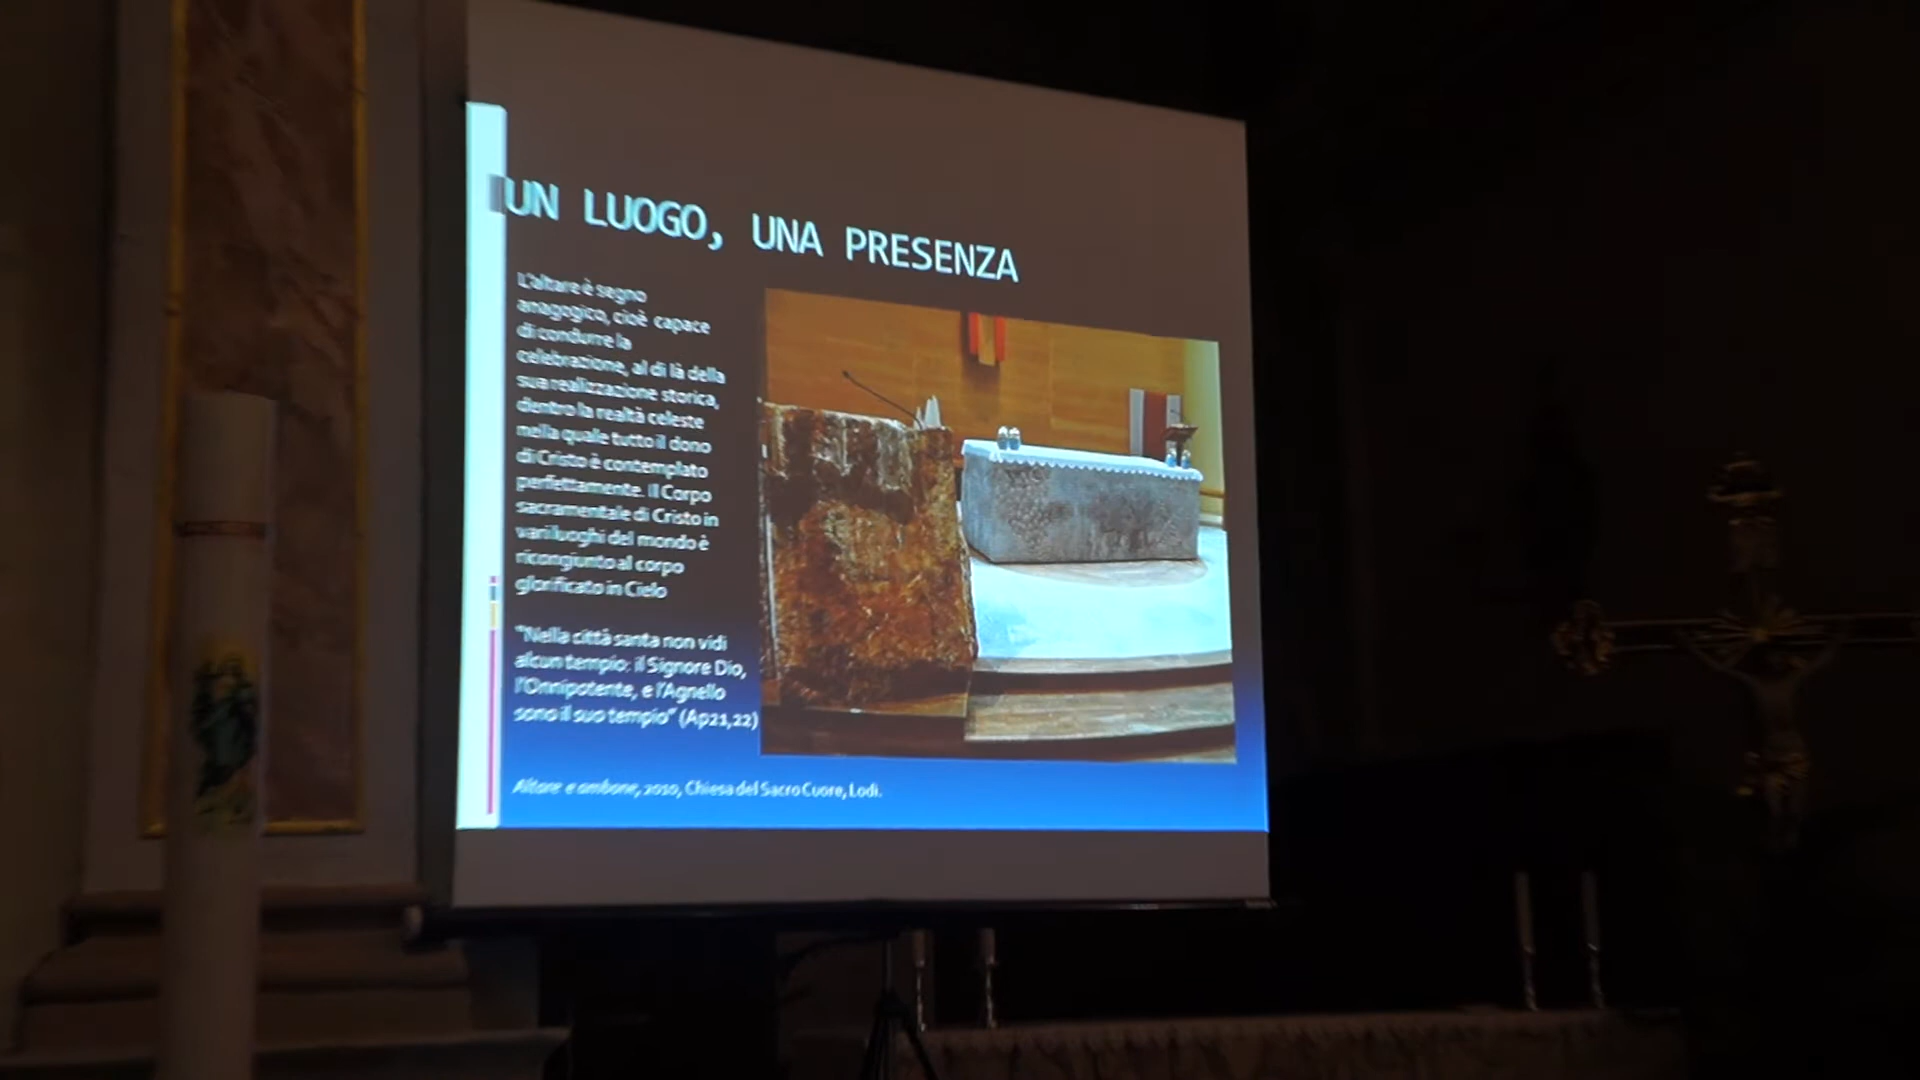 UN LUOGO, UNA PRESENZA
L'altare è segno
anagogico, cioè capace
di condurre la
celebrazione, al di là della
sua realizzazione storica,
dentro la realtà celeste
nella quale tutto il dono
di Cristo è contemplato
perfettamente. Il Corpo
sacramentale di Cristo in
vari luoghi del mondo è
ricongiunto al corpo
glorificato in Cielo
"Nella città santa non vidi
alcun tempio: il Signore Dio,
l'Onnipotente, e l'Agnello
sono il suo tempio" (Ap21,22)
Altare e ambone, 2010, Chiesa del Sacro Cuore, Lodi.